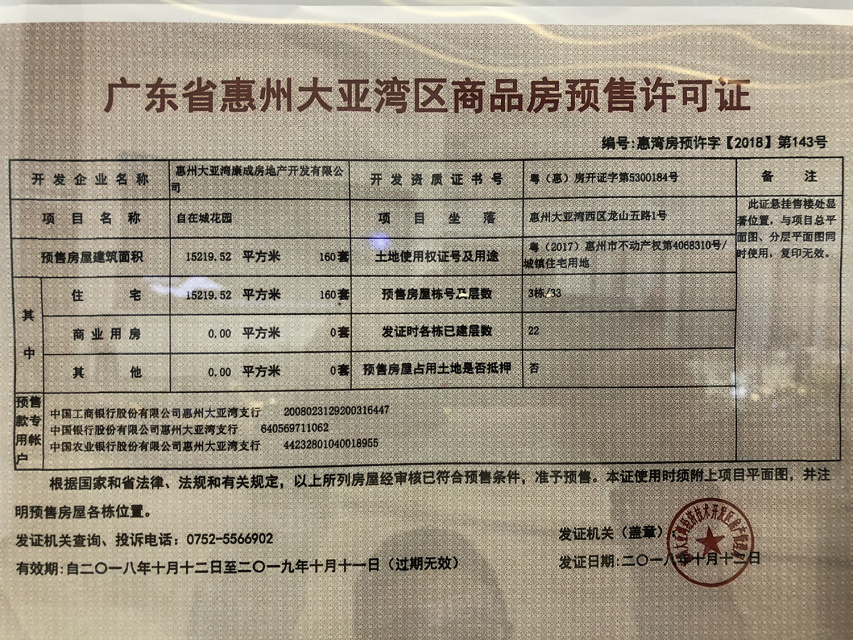 广东省惠州大亚湾区商品房预售许可证
编号:惠湾房预许字【2018】第143号
开发企业名称 惠州大亚湾康成房地产开发有限公司 开发资质证书号 粤（惠）房开证字第5300184号 备注
项目名称 自在城花园 项目坐落 惠州大亚湾西区龙山五路1号
此证悬挂售楼处显著位置，与项目总平面图、分层平面图同时使用，复印无效。
预售房屋建筑面积 15219.52 平方米 160套 土地使用权证号及用途 粤（2017）惠州市不动产权第4068310号/城镇住宅用地
其中
住宅 15219.52 平方米 160套 预售房屋栋号及层数 3栋/33
商业用房 0.00 平方米 0套 发证时各栋已建层数 22
其他 0.00 平方米 0套 预售房屋占用土地是否抵押 否
预售款专用帐户
中国工商银行股份有限公司惠州大亚湾支行 2008023129200316447
中国银行股份有限公司惠州大亚湾支行 640569711062
中国农业银行股份有限公司惠州大亚湾支行 44232801040018955
根据国家和省法律、法规和有关规定，以上所列房屋经审核已符合预售条件，准予预售。本证使用时须附上项目平面图，并注
明预售房屋各栋位置。
发证机关查询、投诉电话：0752-5566902
发证机关（盖章）
有效期:自二〇一八年十月十二日至二〇一九年十月十一日（过期无效）
发证日期:二〇一八年十月十二日